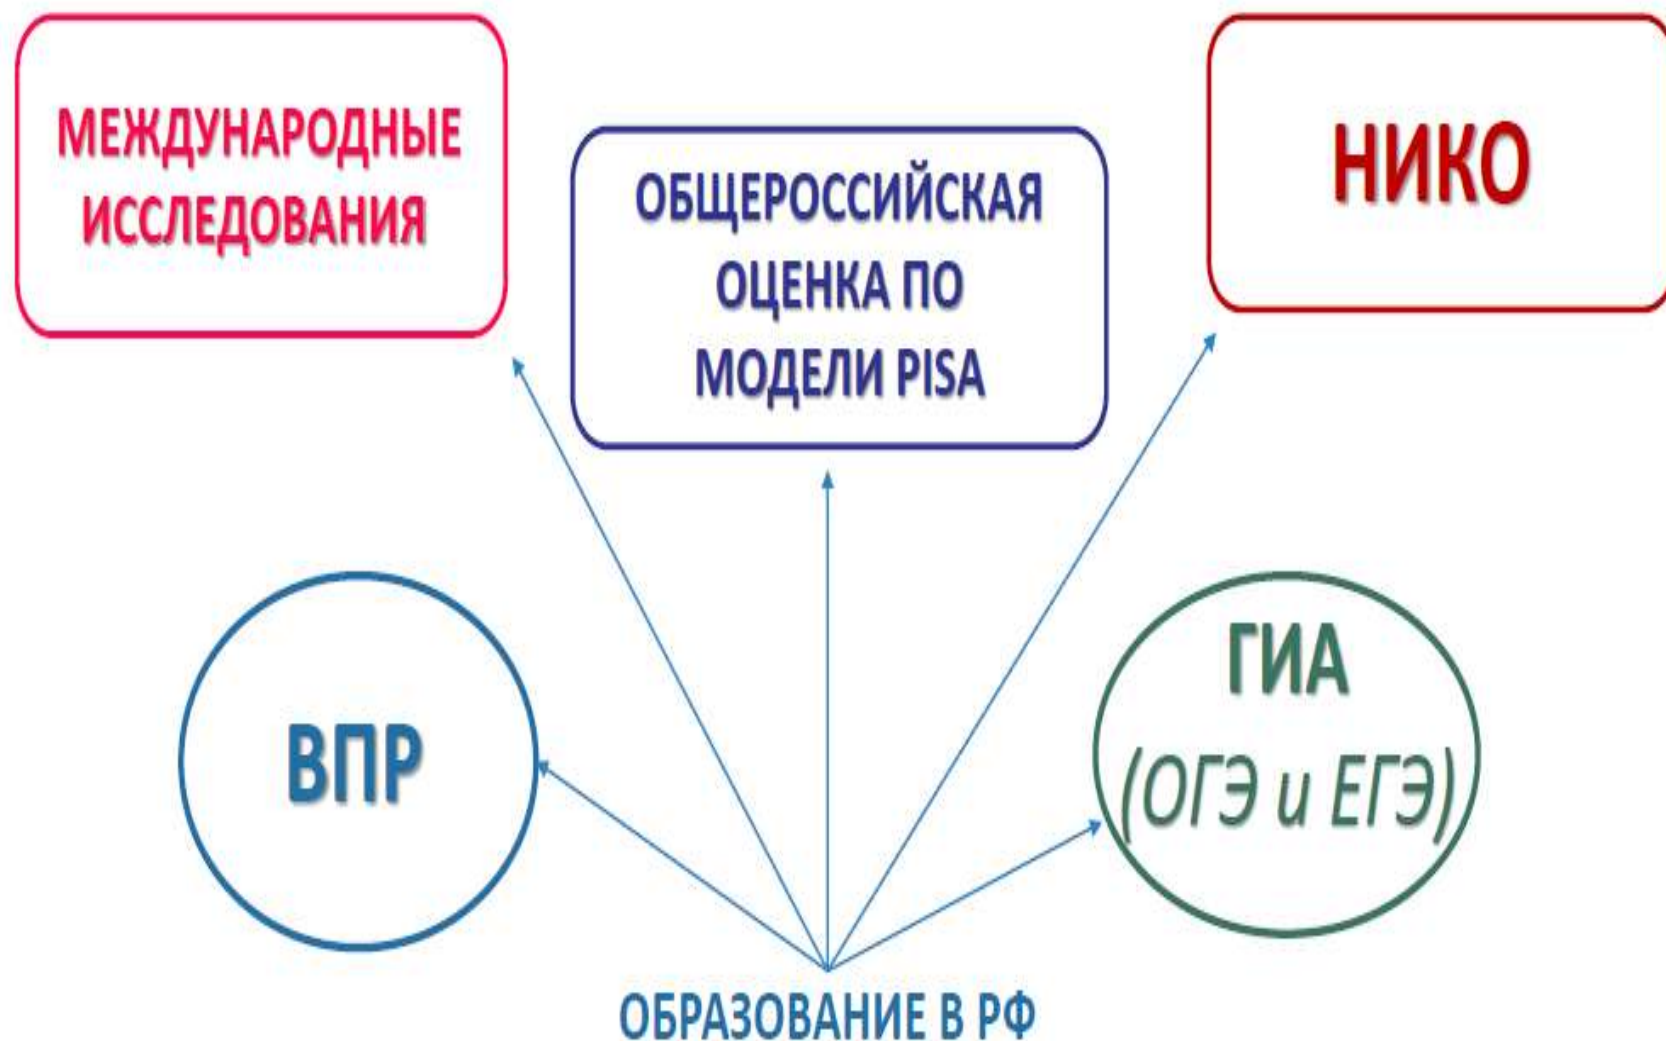 МЕЖДУНАРОДНЫЕ
ИССЛЕДОВАНИЯ
ОБЩЕРОССИЙСКАЯ
ОЦЕНКА ПО
МОДЕЛИ PISA
НИКО
ВПР
ГИА
(ОГЭ и ЕГЭ)
ОБРАЗОВАНИЕ В РФ